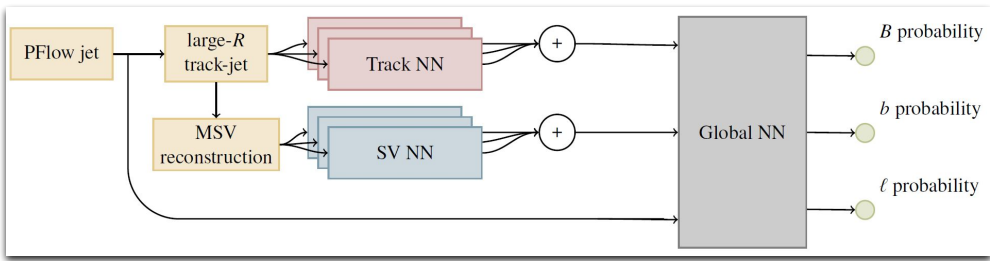 PFlow jet
large-R
track-jet
Track NN
+
MSV
reconstruction
SV NN
+
Global NN
B probability
b probability
ℓ probability